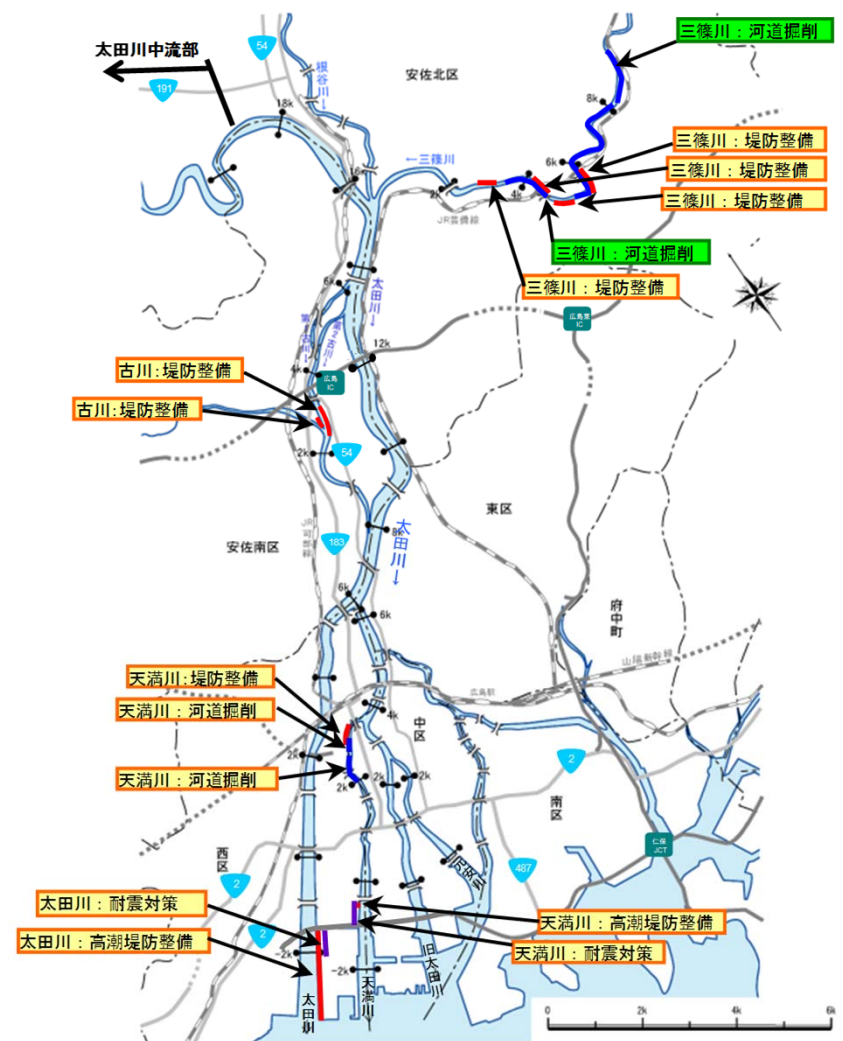 三篠川：河道掘削
54
太田川中流部
根谷川→
安佐北区
191
8k
18k
三篠川：堤防整備
←三篠川
6k
三篠川：堤防整備
2k
4k
三篠川：堤防整備
JR芸備線
三篠川：河道掘削
三篠川：堤防整備
6k
太田川→
広島東
IC
12k
4k
古川：堤防整備
広島
IC
古川：堤防整備
2k
54
東区
太田川→
8k
安佐南区
183
6k
6k
府中町
山陽新幹線
天満川：堤防整備
広島駅
天満川：河道掘削
4k
中区
天満川：河道掘削
2k
2k
2k
2k
2
南区
西区
仁保
JCT
487
2
太田川：耐震対策
天満川：高潮堤防整備
2
太田川：高潮堤防整備
天満川：耐震対策
-2k
-2k
旧太田川
天満川
太田川
0
2k
4k
6k